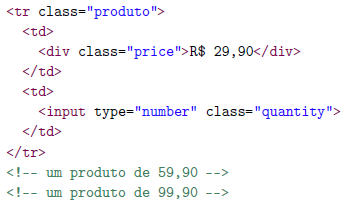 <tr class="produto">
  <td>
    <div class="price">R$ 29,90</div>
  </td>
  <td>
    <input type="number" class="quantity">
  </td>
</tr>
<!-- um produto de 59,90 -->
<!-- um produto de 99,90 -->